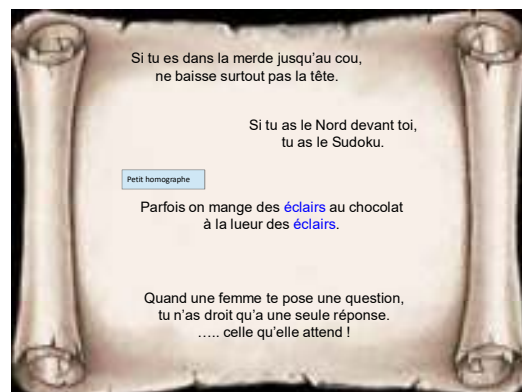 Si tu es dans la merde jusqu'au cou,
ne baisse surtout pas la tête.
Si tu as le Nord devant toi,
tu as le Sudoku.
Petit homographe
Parfois on mange des éclairs au chocolat
à la lueur des éclairs.
Quand une femme te pose une question,
tu n'as droit qu'a une seule réponse.
….. celle qu'elle attend !